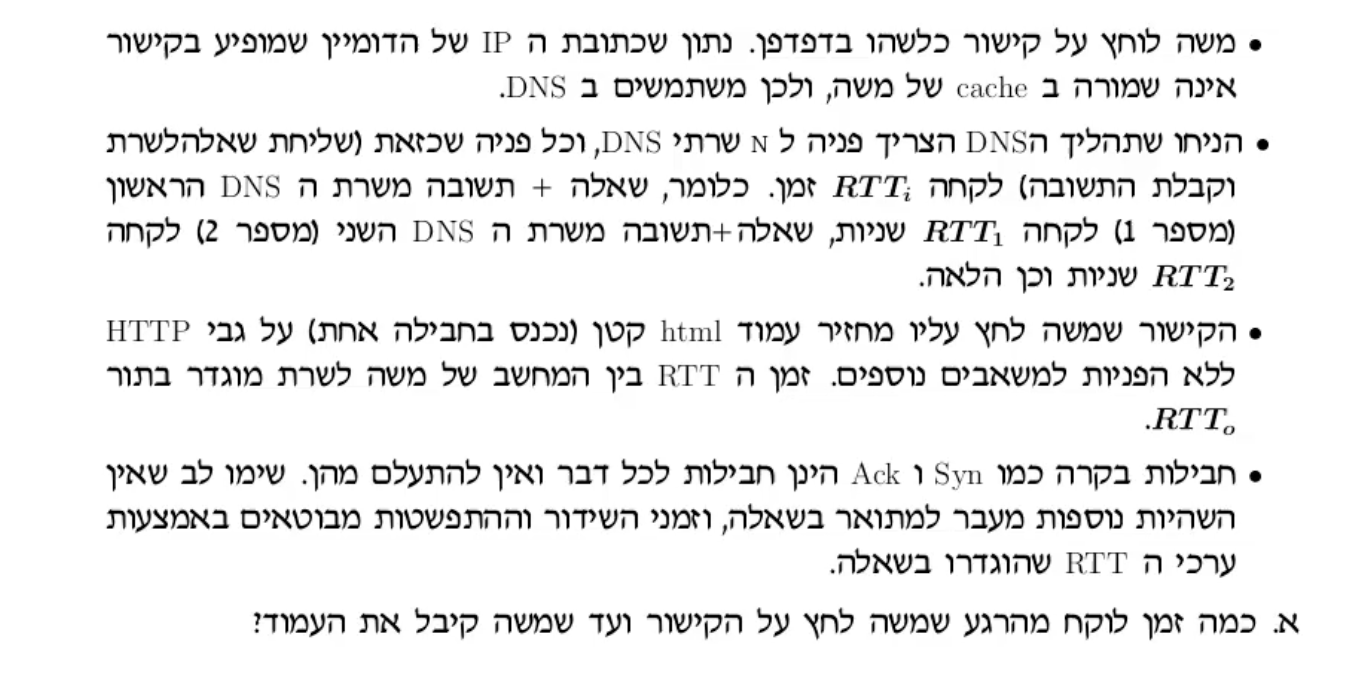 • משה לוחץ על קישור כלשהו בדפדפן. נתון שכתובת ה IP של הדומיין שמופיע בקישור
אינה שמורה ב cache של משה, ולכן משתמשים ב DNS.
• הניחו שתהליך הDNS הצריך פניה ל N שרתי DNS, וכל פניה שכזאת (שליחת שאלהלשרת
וקבלת התשובה) לקחה RTTᵢ זמן. כלומר, שאלה + תשובה משרת ה DNS הראשון
(מספר 1) לקחה RTT₁ שניות, שאלה+תשובה משרת ה DNS השני (מספר 2) לקחה
RTT₂ שניות וכן הלאה.
• הקישור שמשה לחץ עליו מחזיר עמוד html קטן (נכנס בחבילה אחת) על גבי HTTP
ללא הפניות למשאבים נוספים. זמן ה RTT בין המחשב של משה לשרת מוגדר בתור
RTTₒ.
• חבילות בקרה כמו Syn ו Ack הינן חבילות לכל דבר ואין להתעלם מהן. שימו לב שאין
השהיות נוספות מעבר למתואר בשאלה, וזמני השידור וההתפשטות מבוטאים באמצעות
ערכי ה RTT שהוגדרו בשאלה.
א. כמה זמן לוקח מהרגע שמשה לחץ על הקישור ועד שמשה קיבל את העמוד?